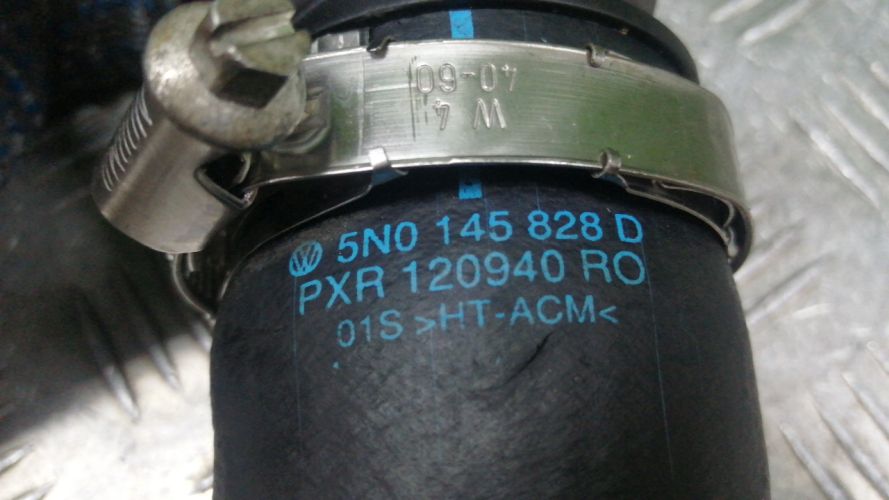 40-60
W 4
5N0 145 828 D
PXR 120940 RO
01S >HT-ACM<